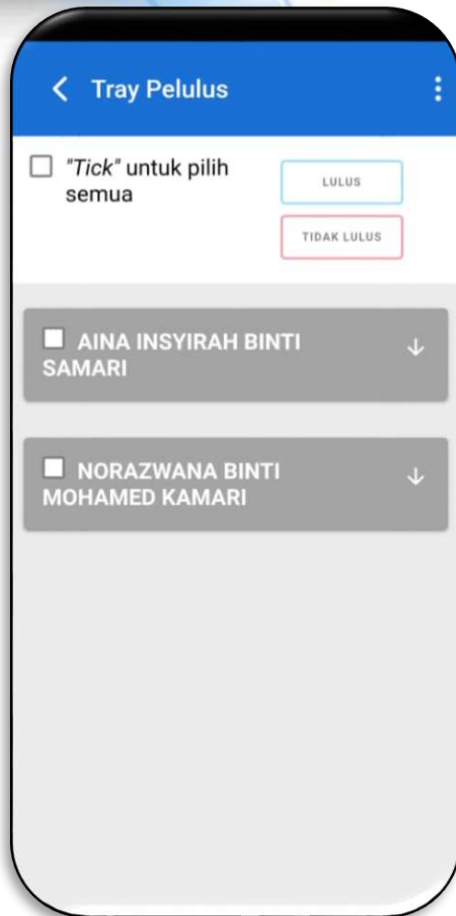 Tray Pelulus
"Tick" untuk pilih
semua
LULUS
TIDAK LULUS
AINA INSYIRAH BINTI
SAMARI
NORAZWANA BINTI
MOHAMED KAMARI